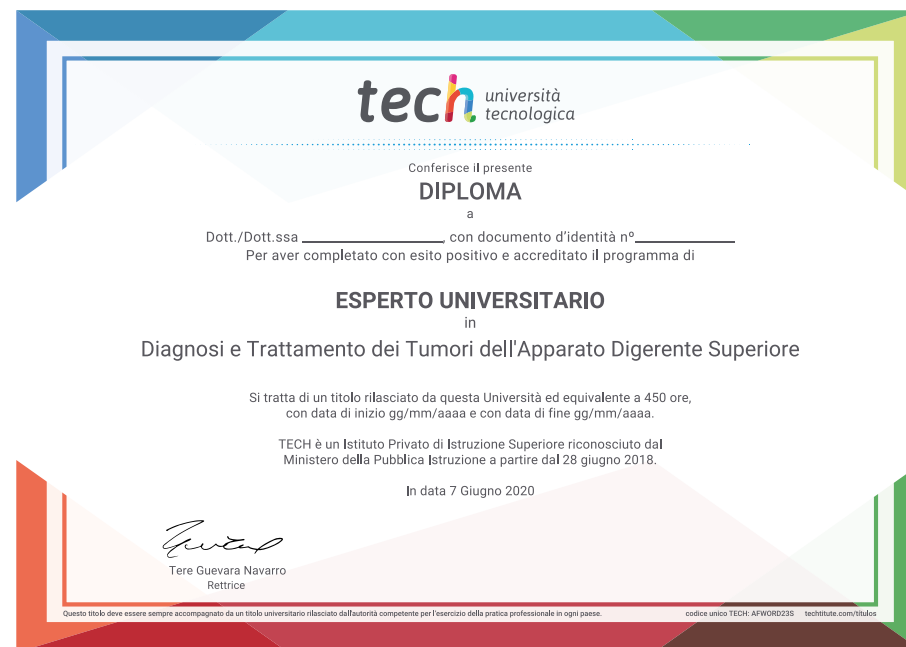 tech università
tecnologica
Conferisce il presente
DIPLOMA
a
Dott./Dott.ssa ____________________, con documento d'identità nº______________
Per aver completato con esito positivo e accreditato il programma di
ESPERTO UNIVERSITARIO
in
Diagnosi e Trattamento dei Tumori dell'Apparato Digerente Superiore
Si tratta di un titolo rilasciato da questa Università ed equivalente a 450 ore,
con data di inizio gg/mm/aaaa e con data di fine gg/mm/aaaa.
TECH è un Istituto Privato di Istruzione Superiore riconosciuto dal
Ministero della Pubblica Istruzione a partire dal 28 giugno 2018.
In data 7 Giugno 2020
Tere Guevara Navarro
Rettrice
Questo titolo deve essere sempre accompagnato da un titolo universitario rilasciato dall'autorità competente per l'esercizio della pratica professionale in ogni paese. codice unico TECH: AFWORD23S techtitute.com/titulos